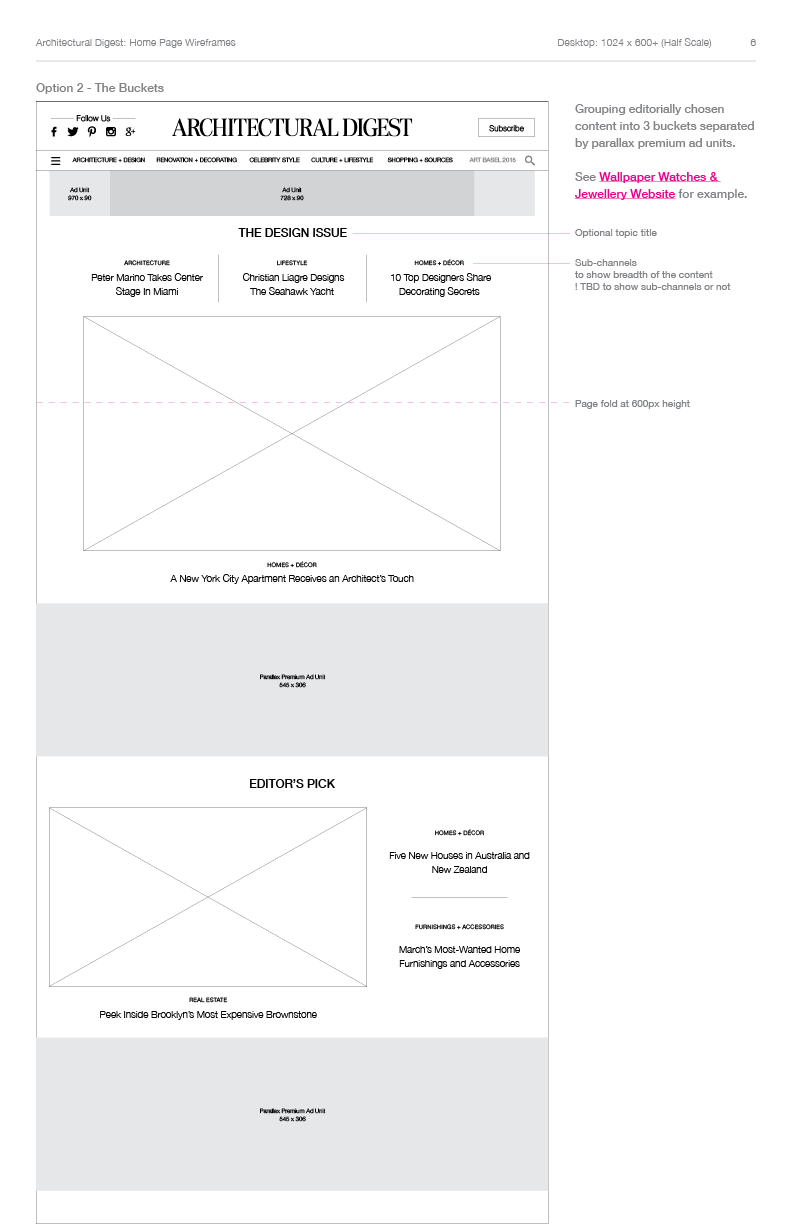 Architectural Digest: Home Page Wireframes
Desktop: 1024 x 600+ (Half Scale)
6
Option 2 - The Buckets
Follow Us
ARCHITECTURAL DIGEST
Subscribe
ARCHITECTURE + DESIGN
RENOVATION + DECORATING
CELEBRITY STYLE
CULTURE + LIFESTYLE
SHOPPING + SOURCES
ART BASEL 2015
Ad Unit
970 x 90
Ad Unit
728 x 90
THE DESIGN ISSUE
ARCHITECTURE
Peter Marino Takes Center
Stage In Miami
LIFESTYLE
Christian Liagre Designs
The Seahawk Yacht
HOMES + DÉCOR
10 Top Designers Share
Decorating Secrets
HOMES + DÉCOR
A New York City Apartment Receives an Architect's Touch
Parallax Premium Ad Unit
545 x 306
EDITOR'S PICK
REAL ESTATE
Peek Inside Brooklyn's Most Expensive Brownstone
HOMES + DÉCOR
Five New Houses in Australia and
New Zealand
FURNISHINGS + ACCESSORIES
March's Most-Wanted Home
Furnishings and Accessories
Parallax Premium Ad Unit
545 x 306
Grouping editorially chosen
content into 3 buckets separated
by parallax premium ad units.
See Wallpaper Watches &
Jewellery Website for example.
Optional topic title
Sub-channels
to show breadth of the content
! TBD to show sub-channels or not
Page fold at 600px height